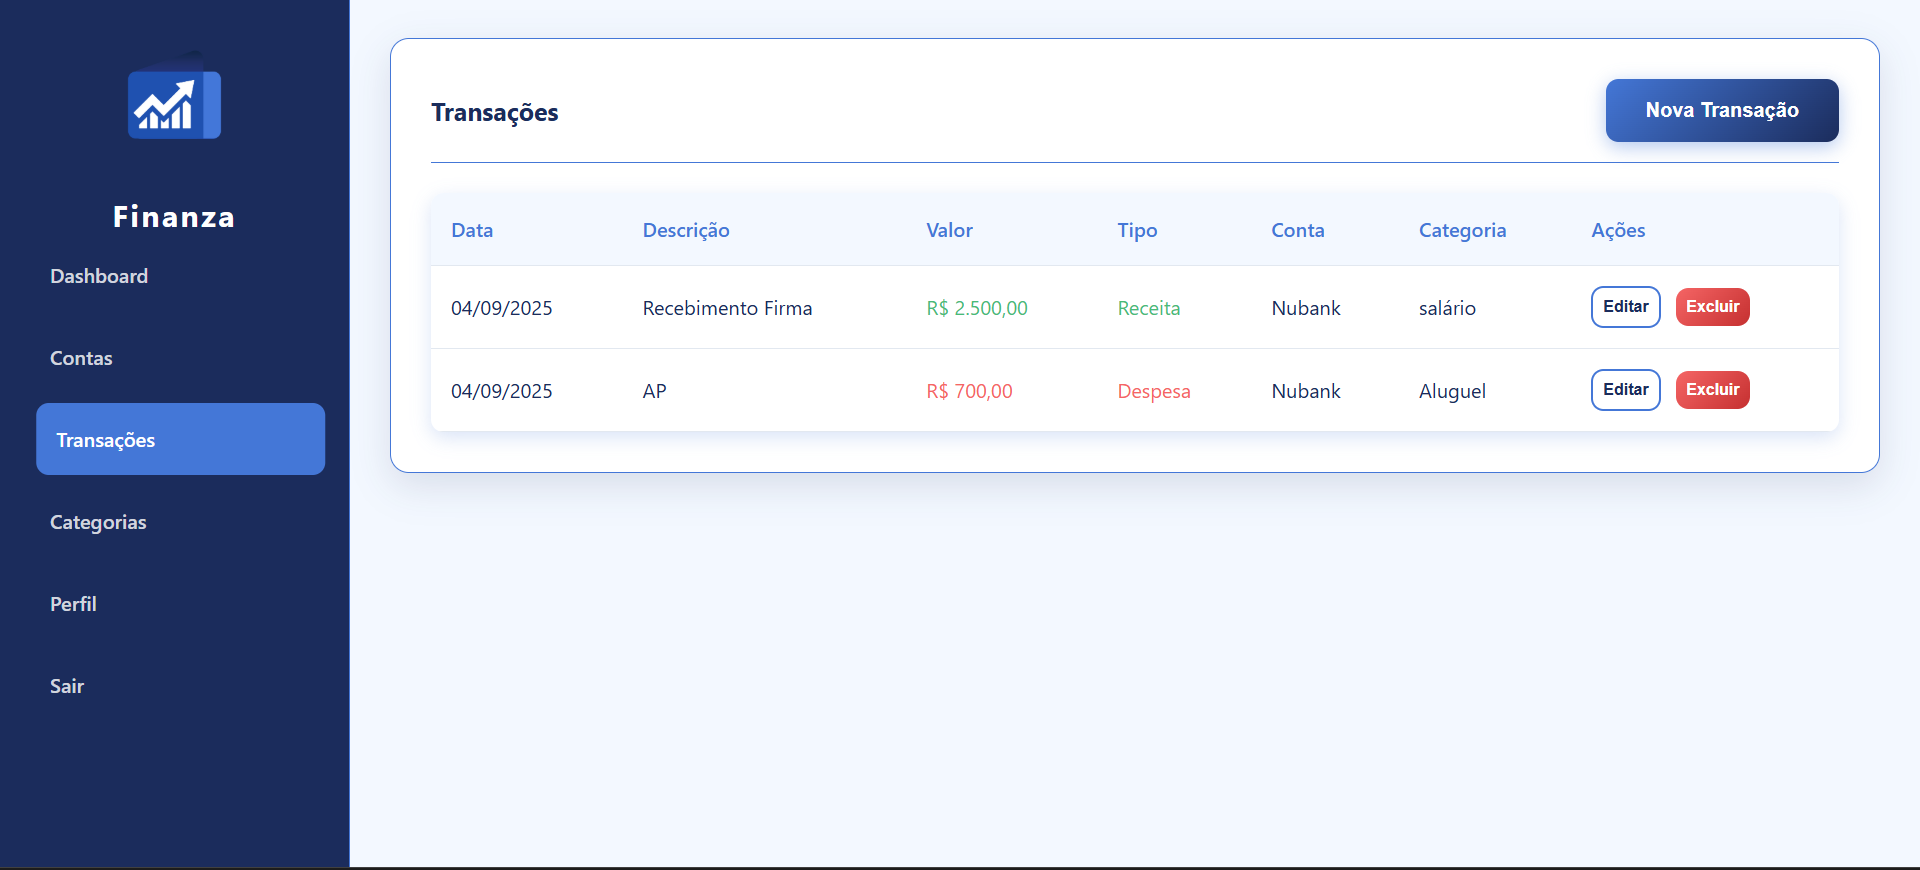 Finanza
Dashboard
Contas
Transações
Categorias
Perfil
Sair
Transações
Nova Transação
Data Descrição Valor Tipo Conta Categoria Ações
04/09/2025 Recebimento Firma R$ 2.500,00 Receita Nubank salário Editar Excluir
04/09/2025 AP R$ 700,00 Despesa Nubank Aluguel Editar Excluir